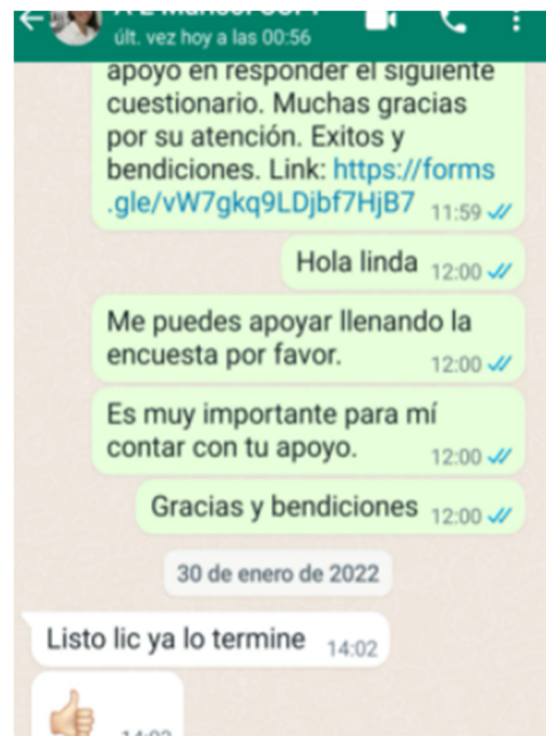 últ. vez hoy a las 00:56
apoyo en responder el siguiente
cuestionario. Muchas gracias
por su atención. Exitos y
bendiciones. Link: https://forms
.gle/vW7gkq9LDjbf7HjB7 11:59
Hola linda 12:00
Me puedes apoyar llenando la
encuesta por favor. 12:00
Es muy importante para mí
contar con tu apoyo. 12:00
Gracias y bendiciones 12:00
30 de enero de 2022
Listo lic ya lo termine 14:02